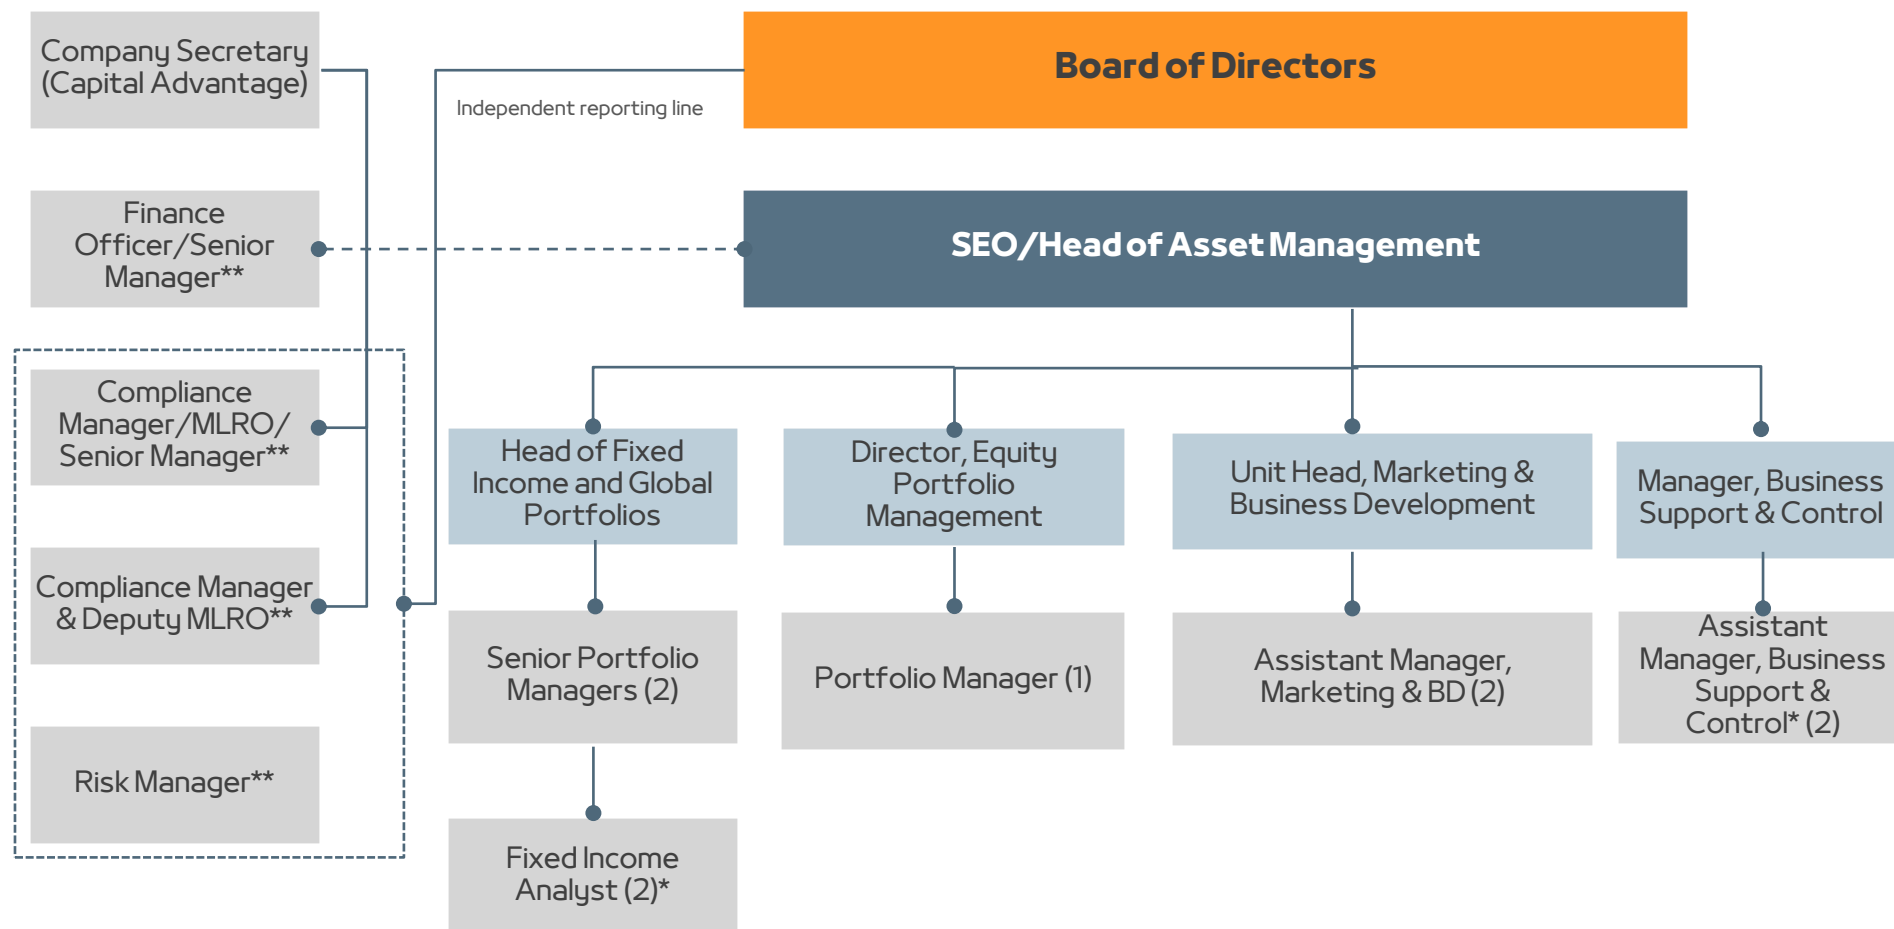 Company Secretary
(Capital Advantage)
Board of Directors
Independent reporting line
Finance
Officer/Senior
Manager**
SEO/Head of Asset Management
Compliance
Manager/MLRO/
Senior Manager**
Head of Fixed
Income and Global
Portfolios
Director, Equity
Portfolio
Management
Unit Head, Marketing &
Business Development
Manager, Business
Support & Control
Compliance Manager
& Deputy MLRO**
Senior Portfolio
Managers (2)
Portfolio Manager (1)
Assistant Manager,
Marketing & BD (2)
Assistant
Manager, Business
Support &
Control* (2)
Risk Manager**
Fixed Income
Analyst (2)*